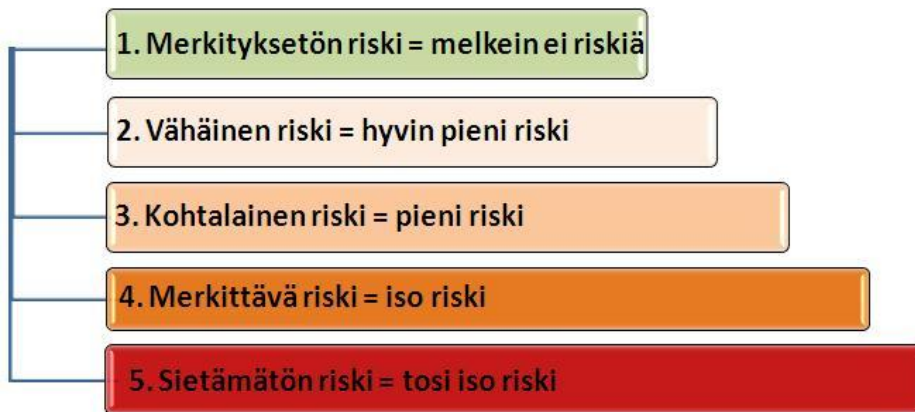 1. Merkityksetön riski = melkein ei riskiä
2. Vähäinen riski = hyvin pieni riski
3. Kohtalainen riski = pieni riski
4. Merkittävä riski = iso riski
5. Sietämätön riski = tosi iso riski